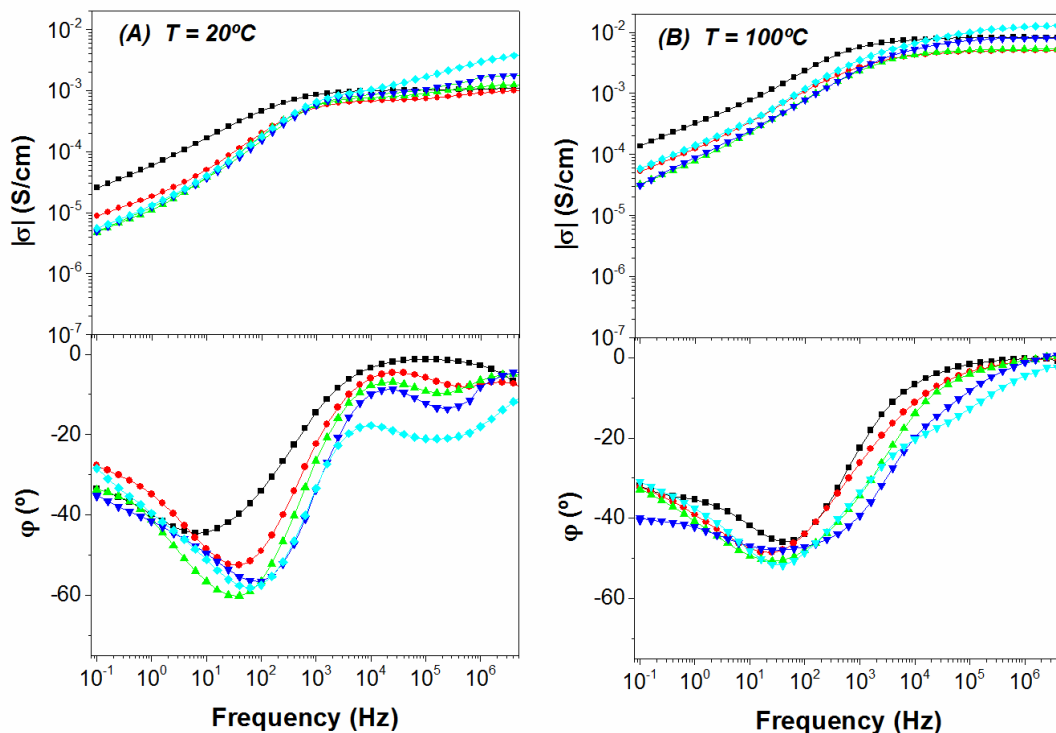 (A) T = 20ºC
(B) T = 100ºC
10⁻²
10⁻³
10⁻⁴
10⁻⁵
10⁻⁶
10⁻⁷
|σ| (S/cm)
10⁻²
10⁻³
10⁻⁴
10⁻⁵
10⁻⁶
10⁻⁷
|σ| (S/cm)
0
-20
-40
-60
φ (º)
0
-20
-40
-60
φ (º)
10⁻¹ 10⁰ 10¹ 10² 10³ 10⁴ 10⁵ 10⁶
10⁻¹ 10⁰ 10¹ 10² 10³ 10⁴ 10⁵ 10⁶
Frequency (Hz)
Frequency (Hz)